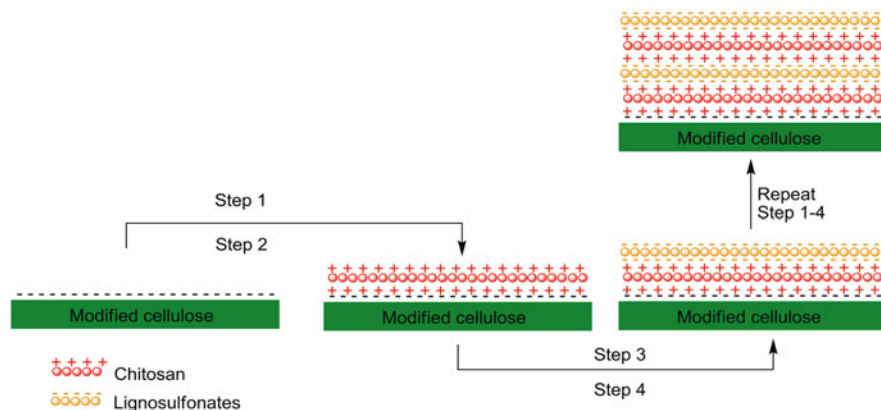 Modified cellulose
Repeat
Step 1-4
Step 1
Step 2
Modified cellulose
Modified cellulose
Modified cellulose
Step 3
Step 4
Chitosan
Lignosulfonates